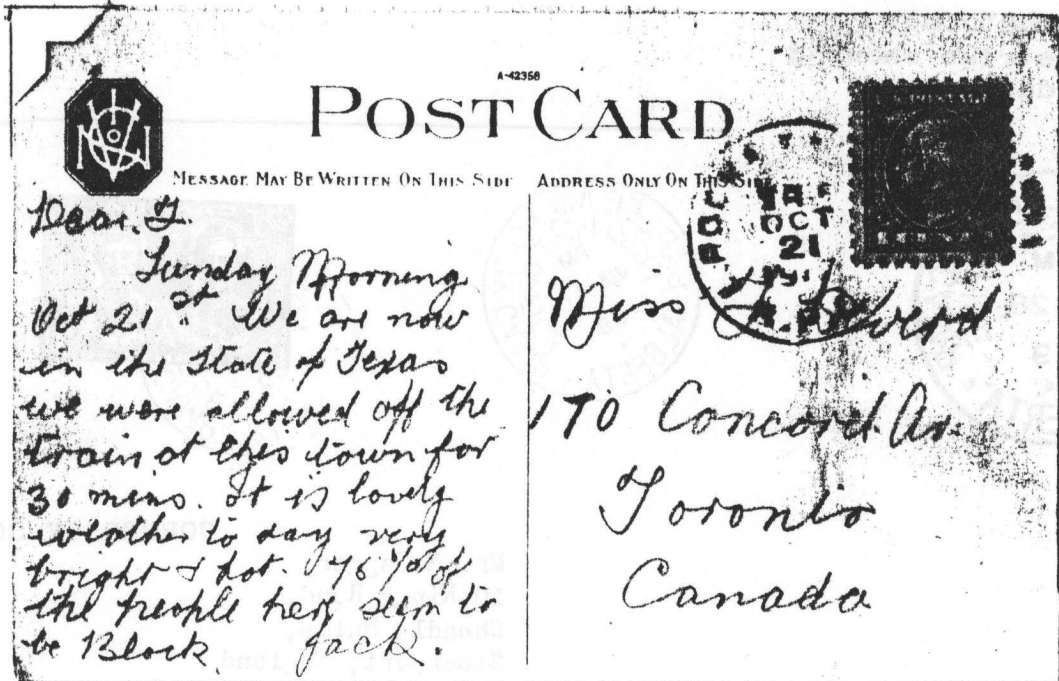 A-42358
POST CARD
MESSAGE MAY BE WRITTEN ON THIS SIDE
ADDRESS ONLY ON THIS SIDE
Dear. F.
Sunday Morning
Oct 21st. We are now
in the State of Texas
we were allowed off the
train at this town for
30 mins. It is lovely
weather to day very
bright & hot. 75% of
the people here seem to
be Black. Jack.
OCT
21
Miss
170 Concord Av.
Toronto
Canada